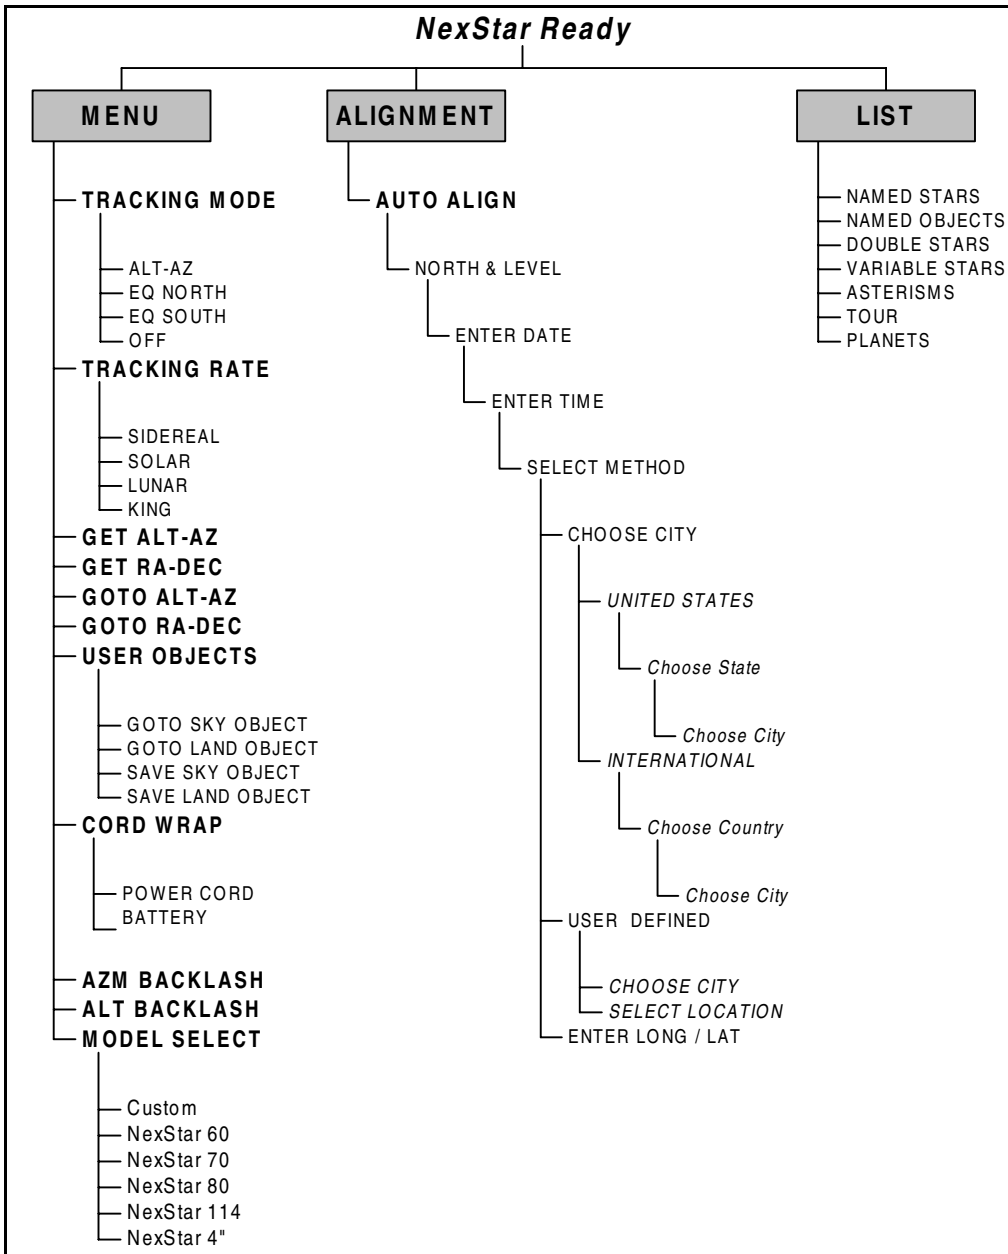 NexStar Ready
MENU
TRACKING MODE
ALT-AZ
EQ NORTH
EQ SOUTH
OFF
TRACKING RATE
SIDEREAL
SOLAR
LUNAR
KING
GET ALT-AZ
GET RA-DEC
GOTO ALT-AZ
GOTO RA-DEC
USER OBJECTS
GOTO SKY OBJECT
GOTO LAND OBJECT
SAVE SKY OBJECT
SAVE LAND OBJECT
CORD WRAP
POWER CORD
BATTERY
AZM BACKLASH
ALT BACKLASH
MODEL SELECT
Custom
NexStar 60
NexStar 70
NexStar 80
NexStar 114
NexStar 4"
ALIGNMENT
AUTO ALIGN
NORTH & LEVEL
ENTER DATE
ENTER TIME
SELECT METHOD
CHOOSE CITY
UNITED STATES
Choose State
Choose City
INTERNATIONAL
Choose Country
Choose City
USER DEFINED
CHOOSE CITY
SELECT LOCATION
ENTER LONG / LAT
LIST
NAMED STARS
NAMED OBJECTS
DOUBLE STARS
VARIABLE STARS
ASTERISMS
TOUR
PLANETS